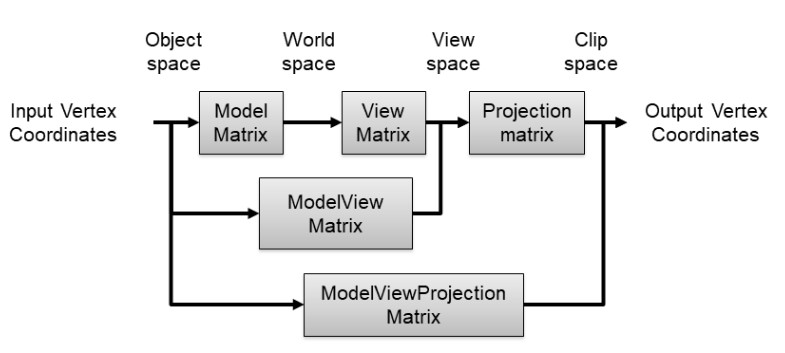 Object
space
World
space
View
space
Clip
space
Input Vertex
Coordinates
Model
Matrix
View
Matrix
Projection
matrix
Output Vertex
Coordinates
ModelView
Matrix
ModelViewProjection
Matrix